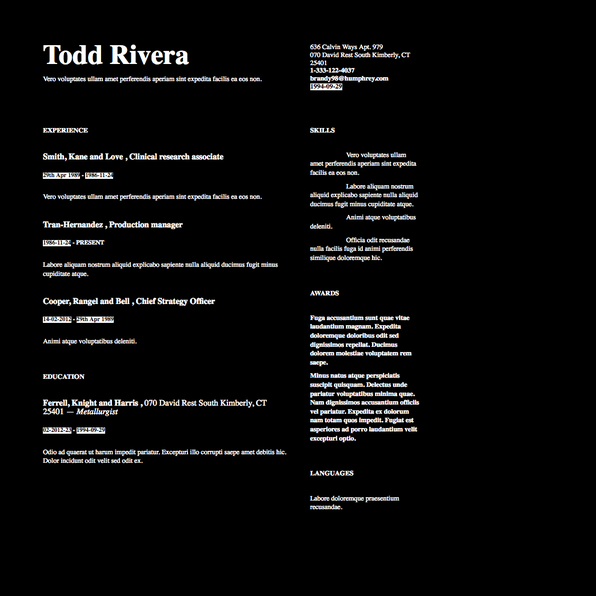 Todd Rivera
Vero voluptates ullam amet perferendis aperiam sint expedita facilis ea eos non.
636 Calvin Ways Apt. 979
070 David Rest South Kimberly, CT
25401
1-333-122-4037
brandy98@humphrey.com
1994-09-29
EXPERIENCE
Smith, Kane and Love , Clinical research associate
29th Apr 1989 - 1986-11-24
Vero voluptates ullam amet perferendis aperiam sint expedita facilis ea eos non.
Tran-Hernandez , Production manager
1986-11-24 - PRESENT
Labore aliquam nostrum aliquid explicabo sapiente nulla aliquid ducimus fugit minus
cupiditate atque.
Cooper, Rangel and Bell , Chief Strategy Officer
14-02-2012 - 29th Apr 1989
Animi atque voluptatibus deleniti.
EDUCATION
Ferrell, Knight and Harris , 070 David Rest South Kimberly, CT
25401 — Metallurgist
02-2012-23 - 1994-09-29
Odio ad quaerat ut harum impedit pariatur. Excepturi illo corrupti saepe amet debitis hic.
Dolor incidunt odit velit sed odit ex.
SKILLS
Vero voluptates ullam
amet perferendis aperiam sint expedita
facilis ea eos non.
Labore aliquam nostrum
aliquid explicabo sapiente nulla aliquid
ducimus fugit minus cupiditate atque.
Animi atque voluptatibus
deleniti.
Officia odit recusandae
nulla facilis fuga id animi perferendis
similique doloremque hic.
AWARDS
Fuga accusantium sunt quae vitae
laudantium magnam. Expedita
doloribus odit odit sed
dignissimos repellat. Ducimus
dolorem molestiae voluptatem rem
saepe.
Minus natus atque perspiciatis
suscipit quisquam. Delectus unde
pariatur voluptatibus minima quae.
Nam dignissimos accusantium officiis
vel pariatur. Expedita ex dolorum
nam totam quos impedit. Fugiat est
asperiores ad porro laudantium velit
excepturi optio.
LANGUAGES
Labore doloremque praesentium
recusandae.